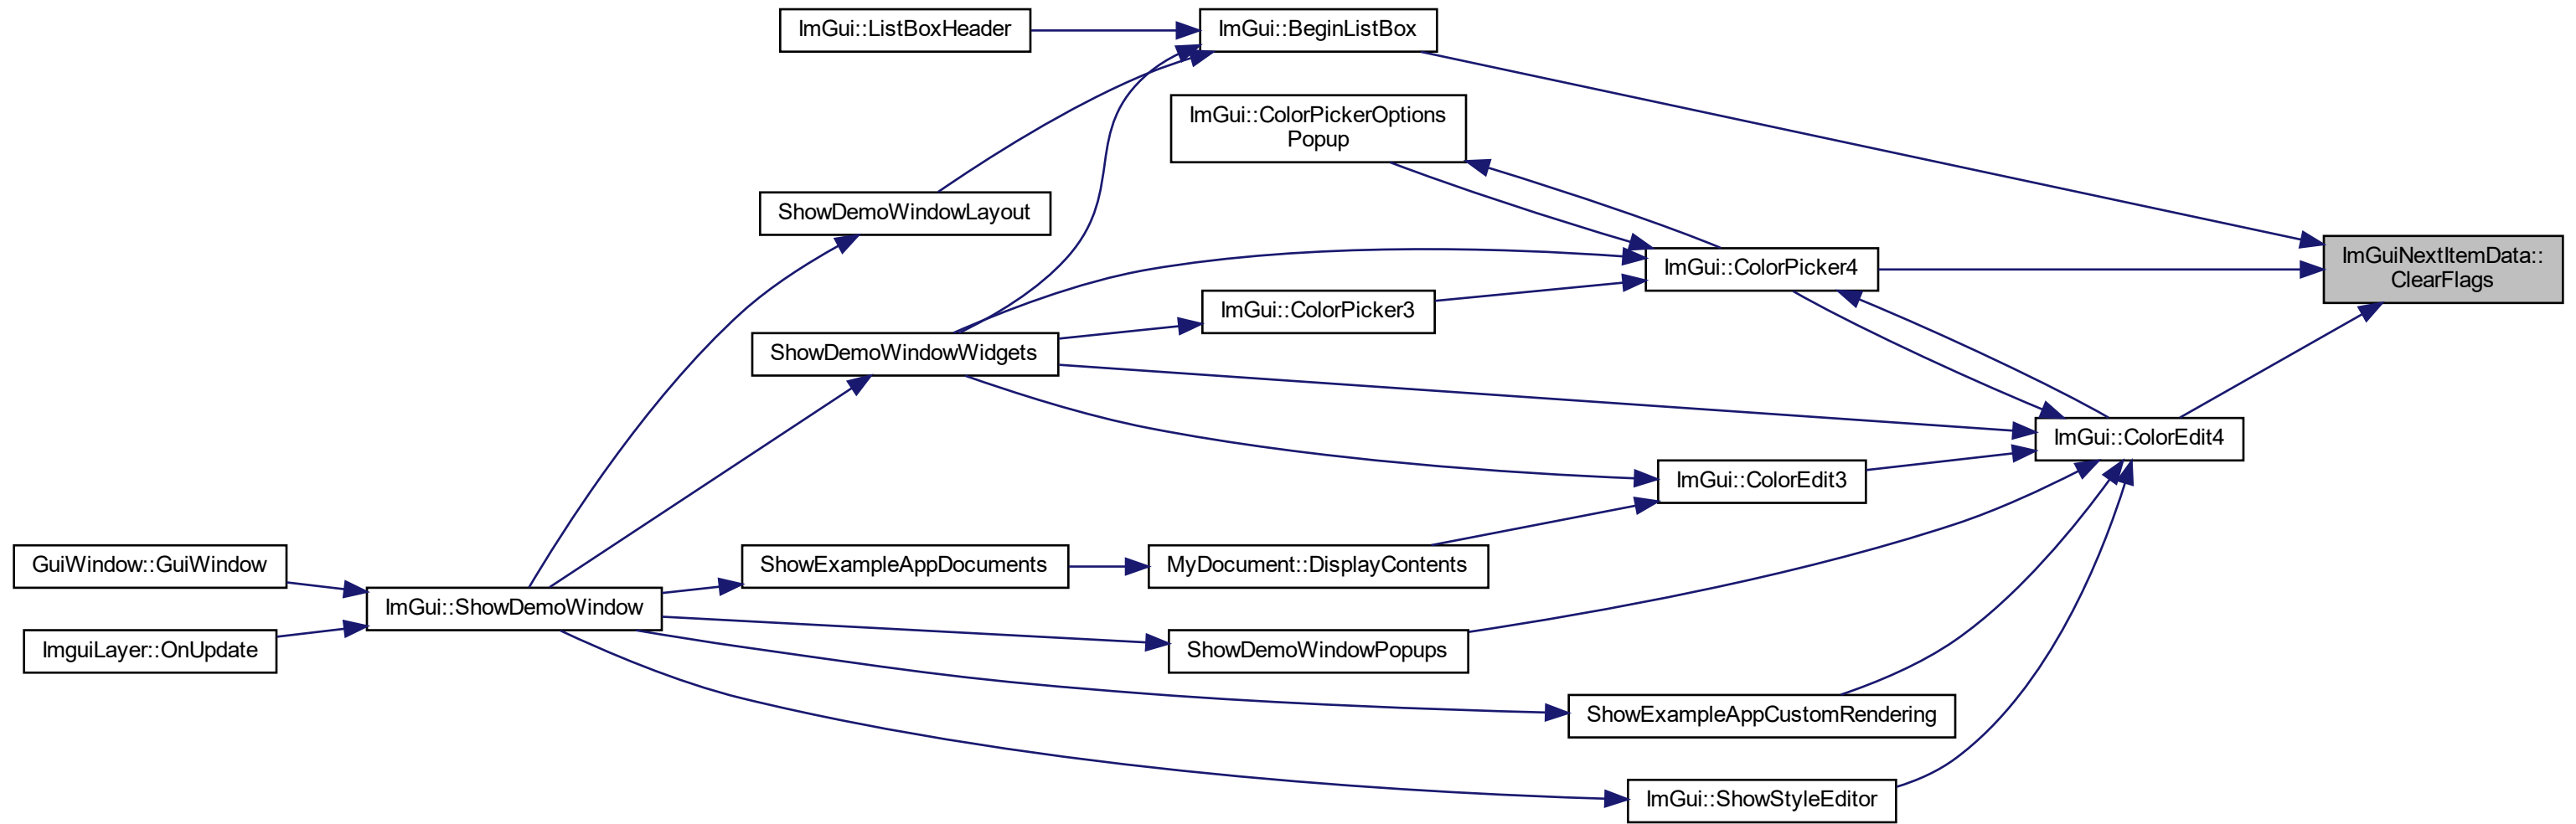 ImGui::ListBoxHeader
ImGui::BeginListBox
ImGui::ColorPickerOptions
Popup
ShowDemoWindowLayout
ImGui::ColorPicker4
ImGuiNextItemData::
ClearFlags
ImGui::ColorPicker3
ShowDemoWindowWidgets
ImGui::ColorEdit4
ImGui::ColorEdit3
GuiWindow::GuiWindow
ShowExampleAppDocuments
MyDocument::DisplayContents
ImGui::ShowDemoWindow
ImguiLayer::OnUpdate
ShowDemoWindowPopups
ShowExampleAppCustomRendering
ImGui::ShowStyleEditor